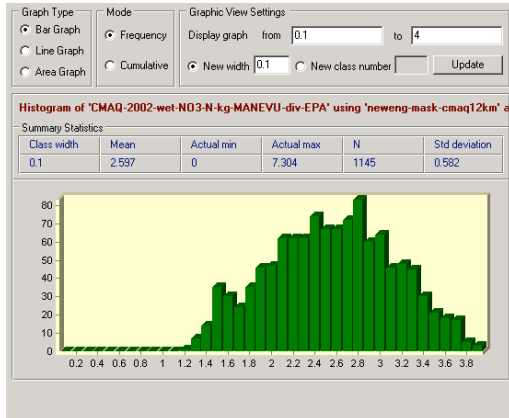 Graph Type Mode Graphic View Settings
Bar Graph Frequency Display graph from 0.1 to 4
Line Graph
Area Graph Cumulative New width 0.1 New class number Update
Histogram of 'CMAQ-2002-wet-NO3-N-kg-MANEVU-div-EPA' using 'neweng-mask-cmaq12km' a
Summary Statistics
Class width Mean Actual min Actual max N Std deviation
0.1 2.597 0 7.304 1145 0.582
80
70
60
50
40
30
20
10
0
0.2 0.4 0.6 0.8 1 1.2 1.4 1.6 1.8 2 2.2 2.4 2.6 2.8 3 3.2 3.4 3.6 3.8